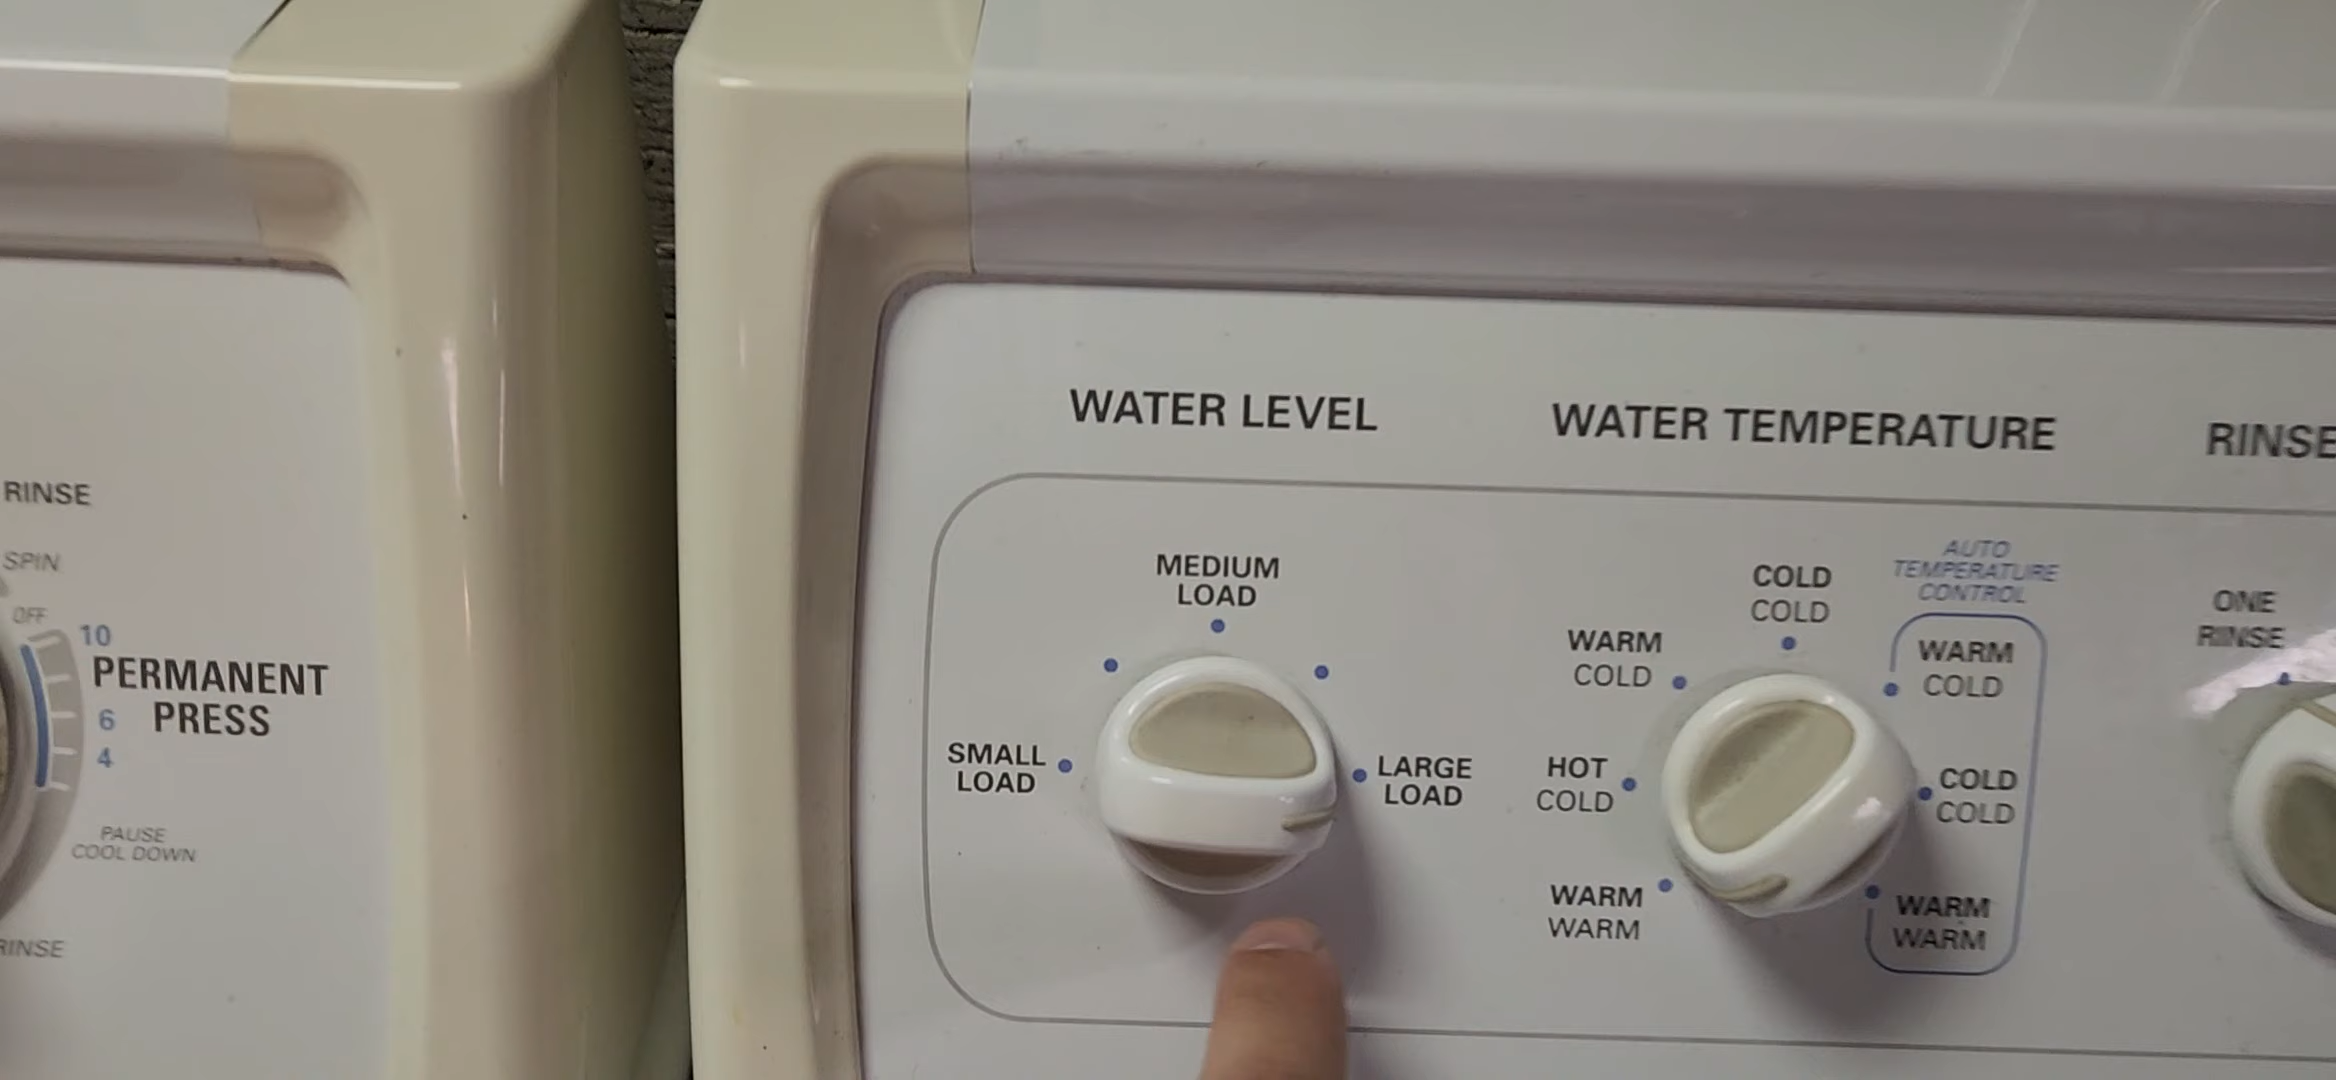 RINSE
SPIN
OFF
10
PERMANENT
6 PRESS
4
PAUSE
COOL DOWN
RINSE
WATER LEVEL
MEDIUM
LOAD
SMALL
LOAD
LARGE
LOAD
WATER TEMPERATURE
COLD
COLD
AUTO
TEMPERATURE
CONTROL
WARM
COLD
WARM
COLD
HOT
COLD
COLD
COLD
WARM
WARM
WARM
WARM
RINSE
ONE
RINSE